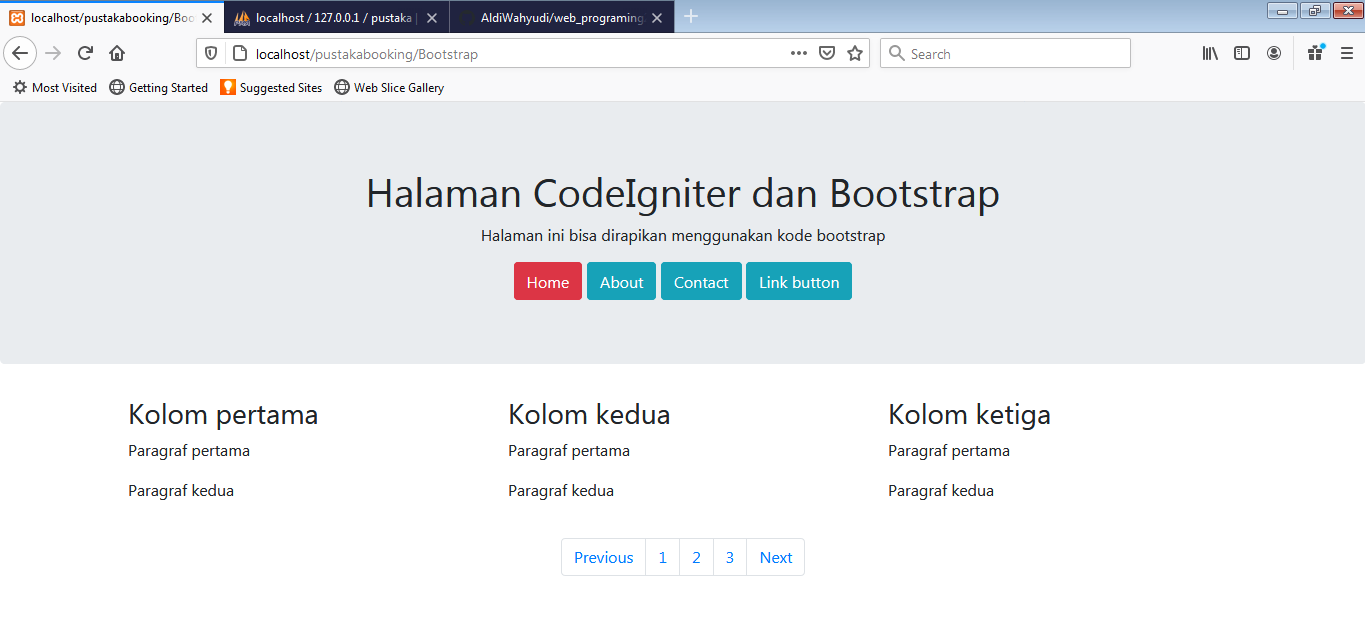 localhost/pustakabooking/Boo
localhost / 127.0.0.1 / pustaka |
AldiWahyudi/web_programing
localhost/pustakabooking/Bootstrap
Search
Most Visited
Getting Started
Suggested Sites
Web Slice Gallery
Halaman CodeIgniter dan Bootstrap
Halaman ini bisa dirapikan menggunakan kode bootstrap
Home About Contact Link button
Kolom pertama
Paragraf pertama
Paragraf kedua
Kolom kedua
Paragraf pertama
Paragraf kedua
Kolom ketiga
Paragraf pertama
Paragraf kedua
Previous 1 2 3 Next